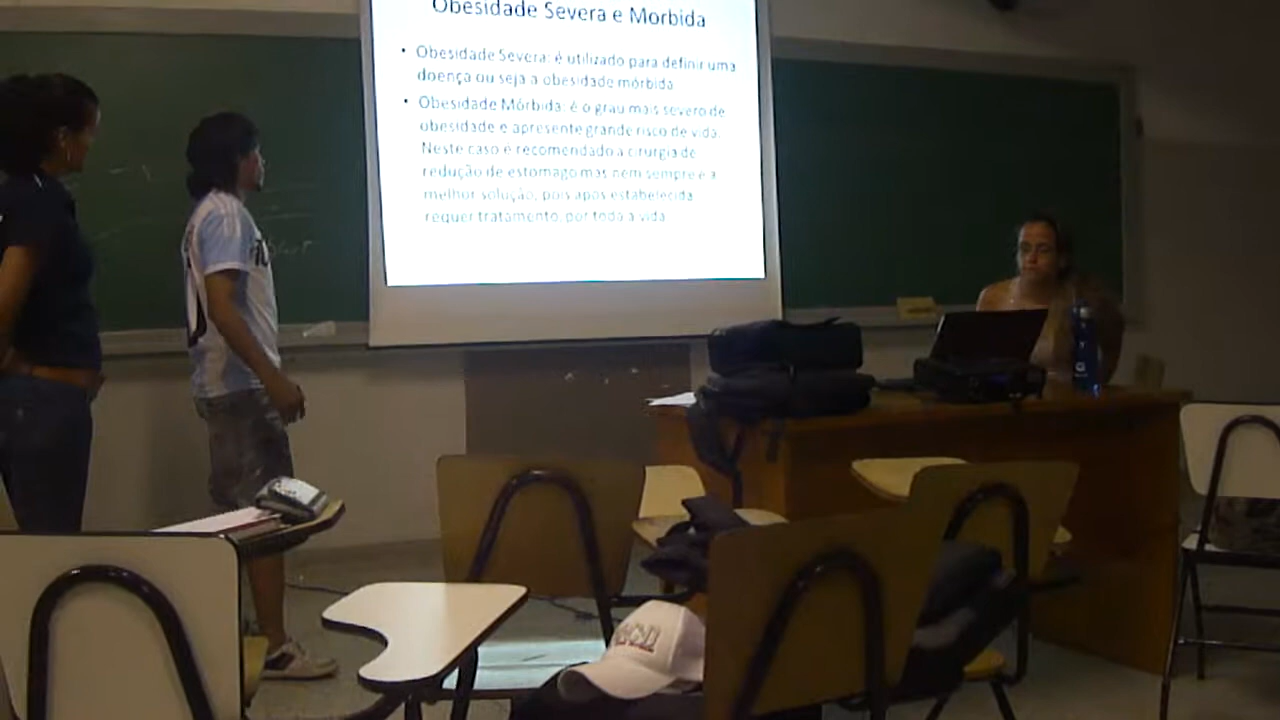 Obesidade Severa e Morbida
• Obesidade Severa: é utilizado para definir uma
doença ou seja a obesidade mórbida
• Obesidade Mórbida: é o grau mais severo de
obesidade e apresente grande risco de vida.
Neste caso é recomendado a cirurgia de
redução de estomago mas nem sempre é a
melhor solução, pois apos estabelecida
requer tratamento, por toda a vida.